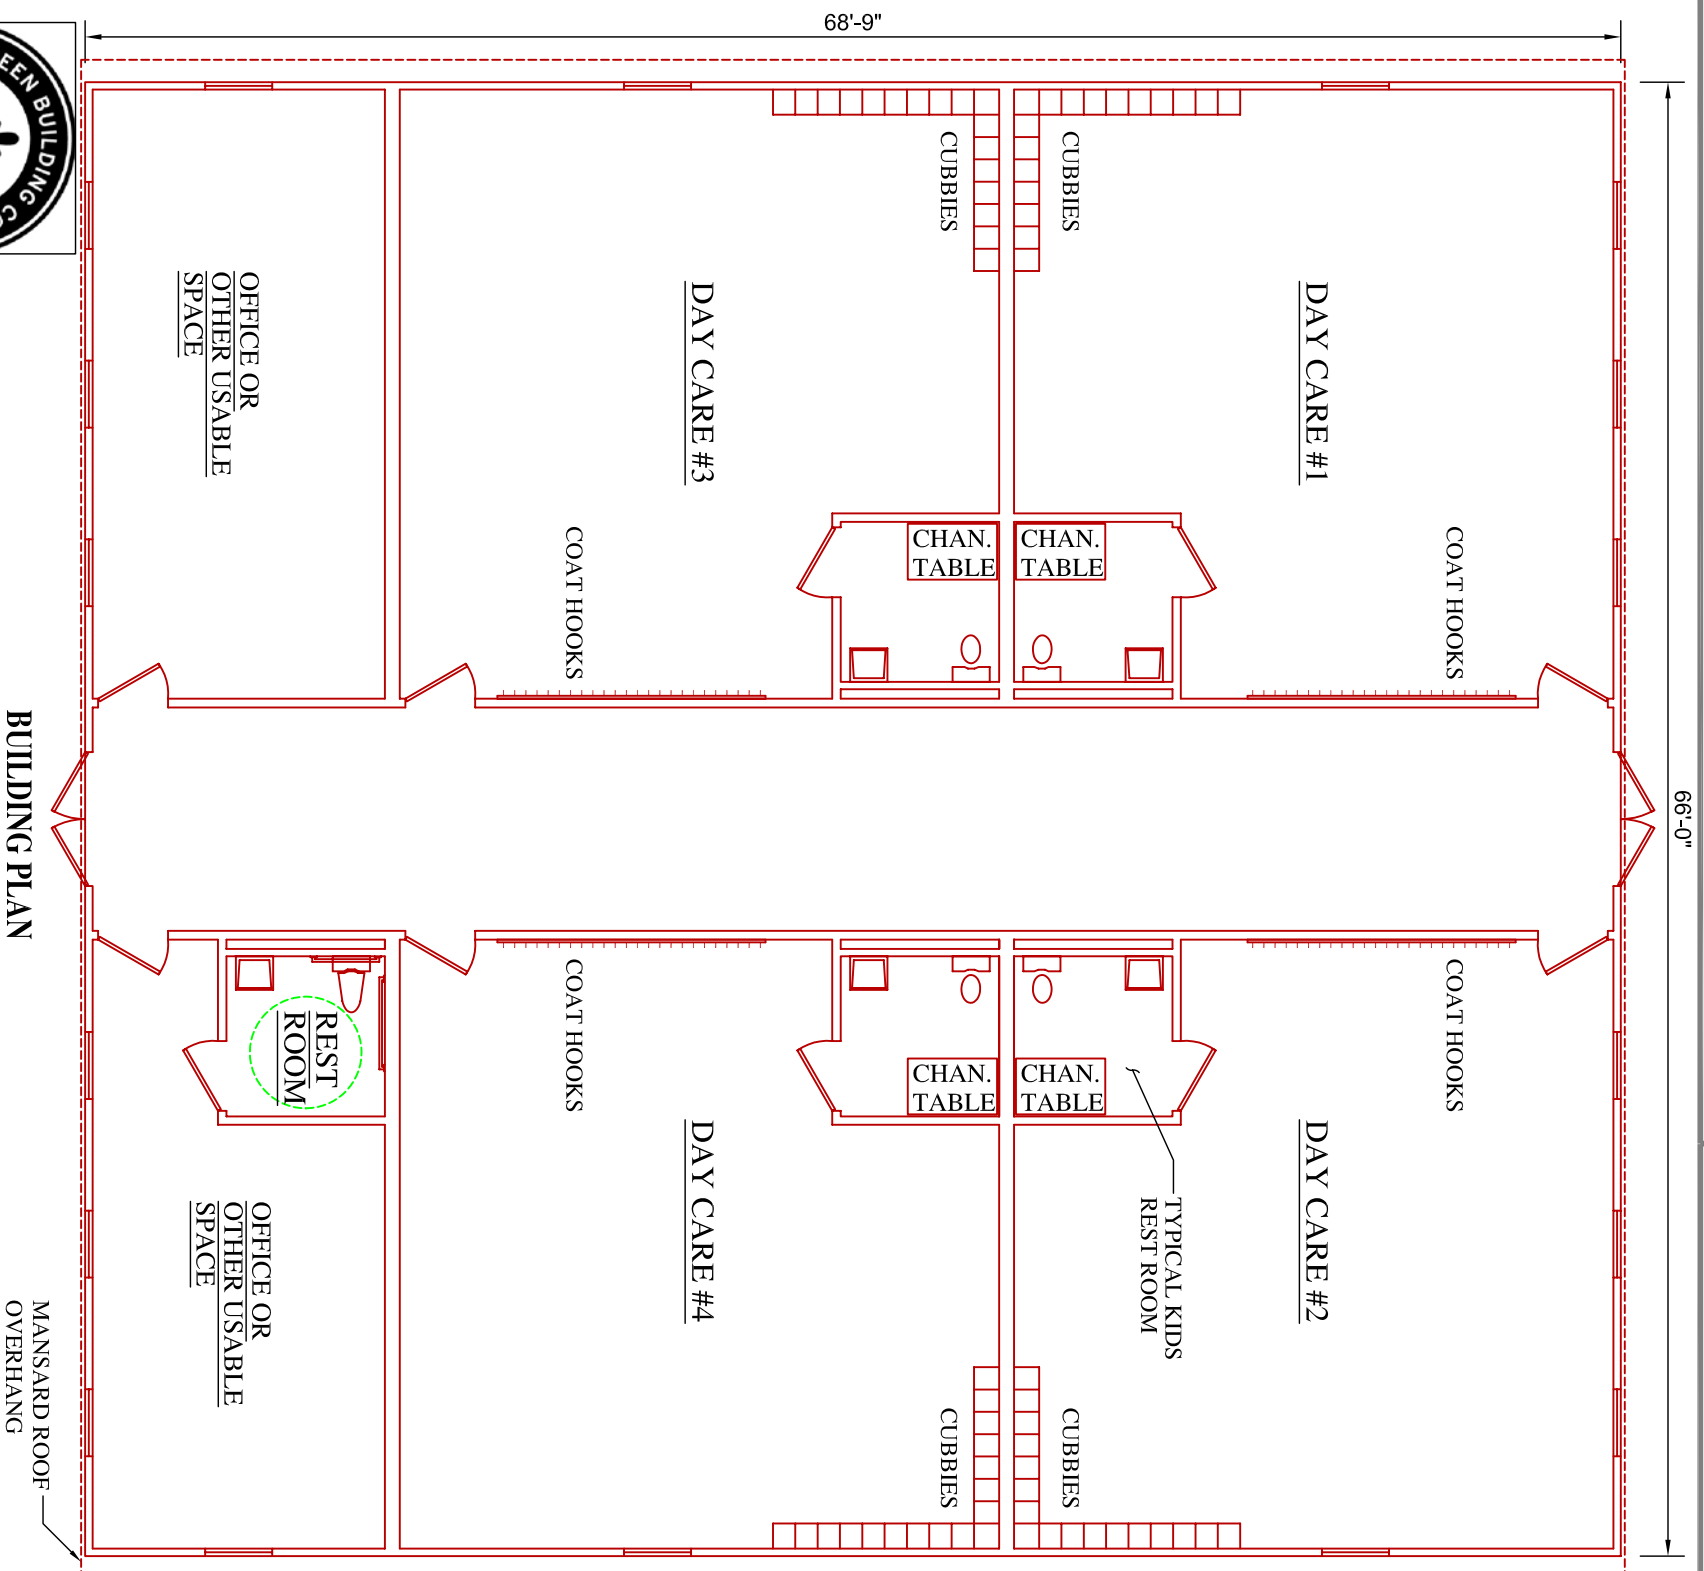 68'-9"
66'-0"
EEN BUILDING CO
CUBBIES
CUBBIES
DAY CARE #1
DAY CARE #3
OFFICE OR
OTHER USABLE
SPACE
COAT HOOKS
COAT HOOKS
CHAN.
TABLE
CHAN.
TABLE
BUILDING PLAN
COAT HOOKS
COAT HOOKS
REST
ROOM
CHAN.
TABLE
CHAN.
TABLE
DAY CARE #2
DAY CARE #4
TYPICAL KIDS
REST ROOM
OFFICE OR
OTHER USABLE
SPACE
CUBBIES
CUBBIES
MANSARD ROOF
OVERHANG